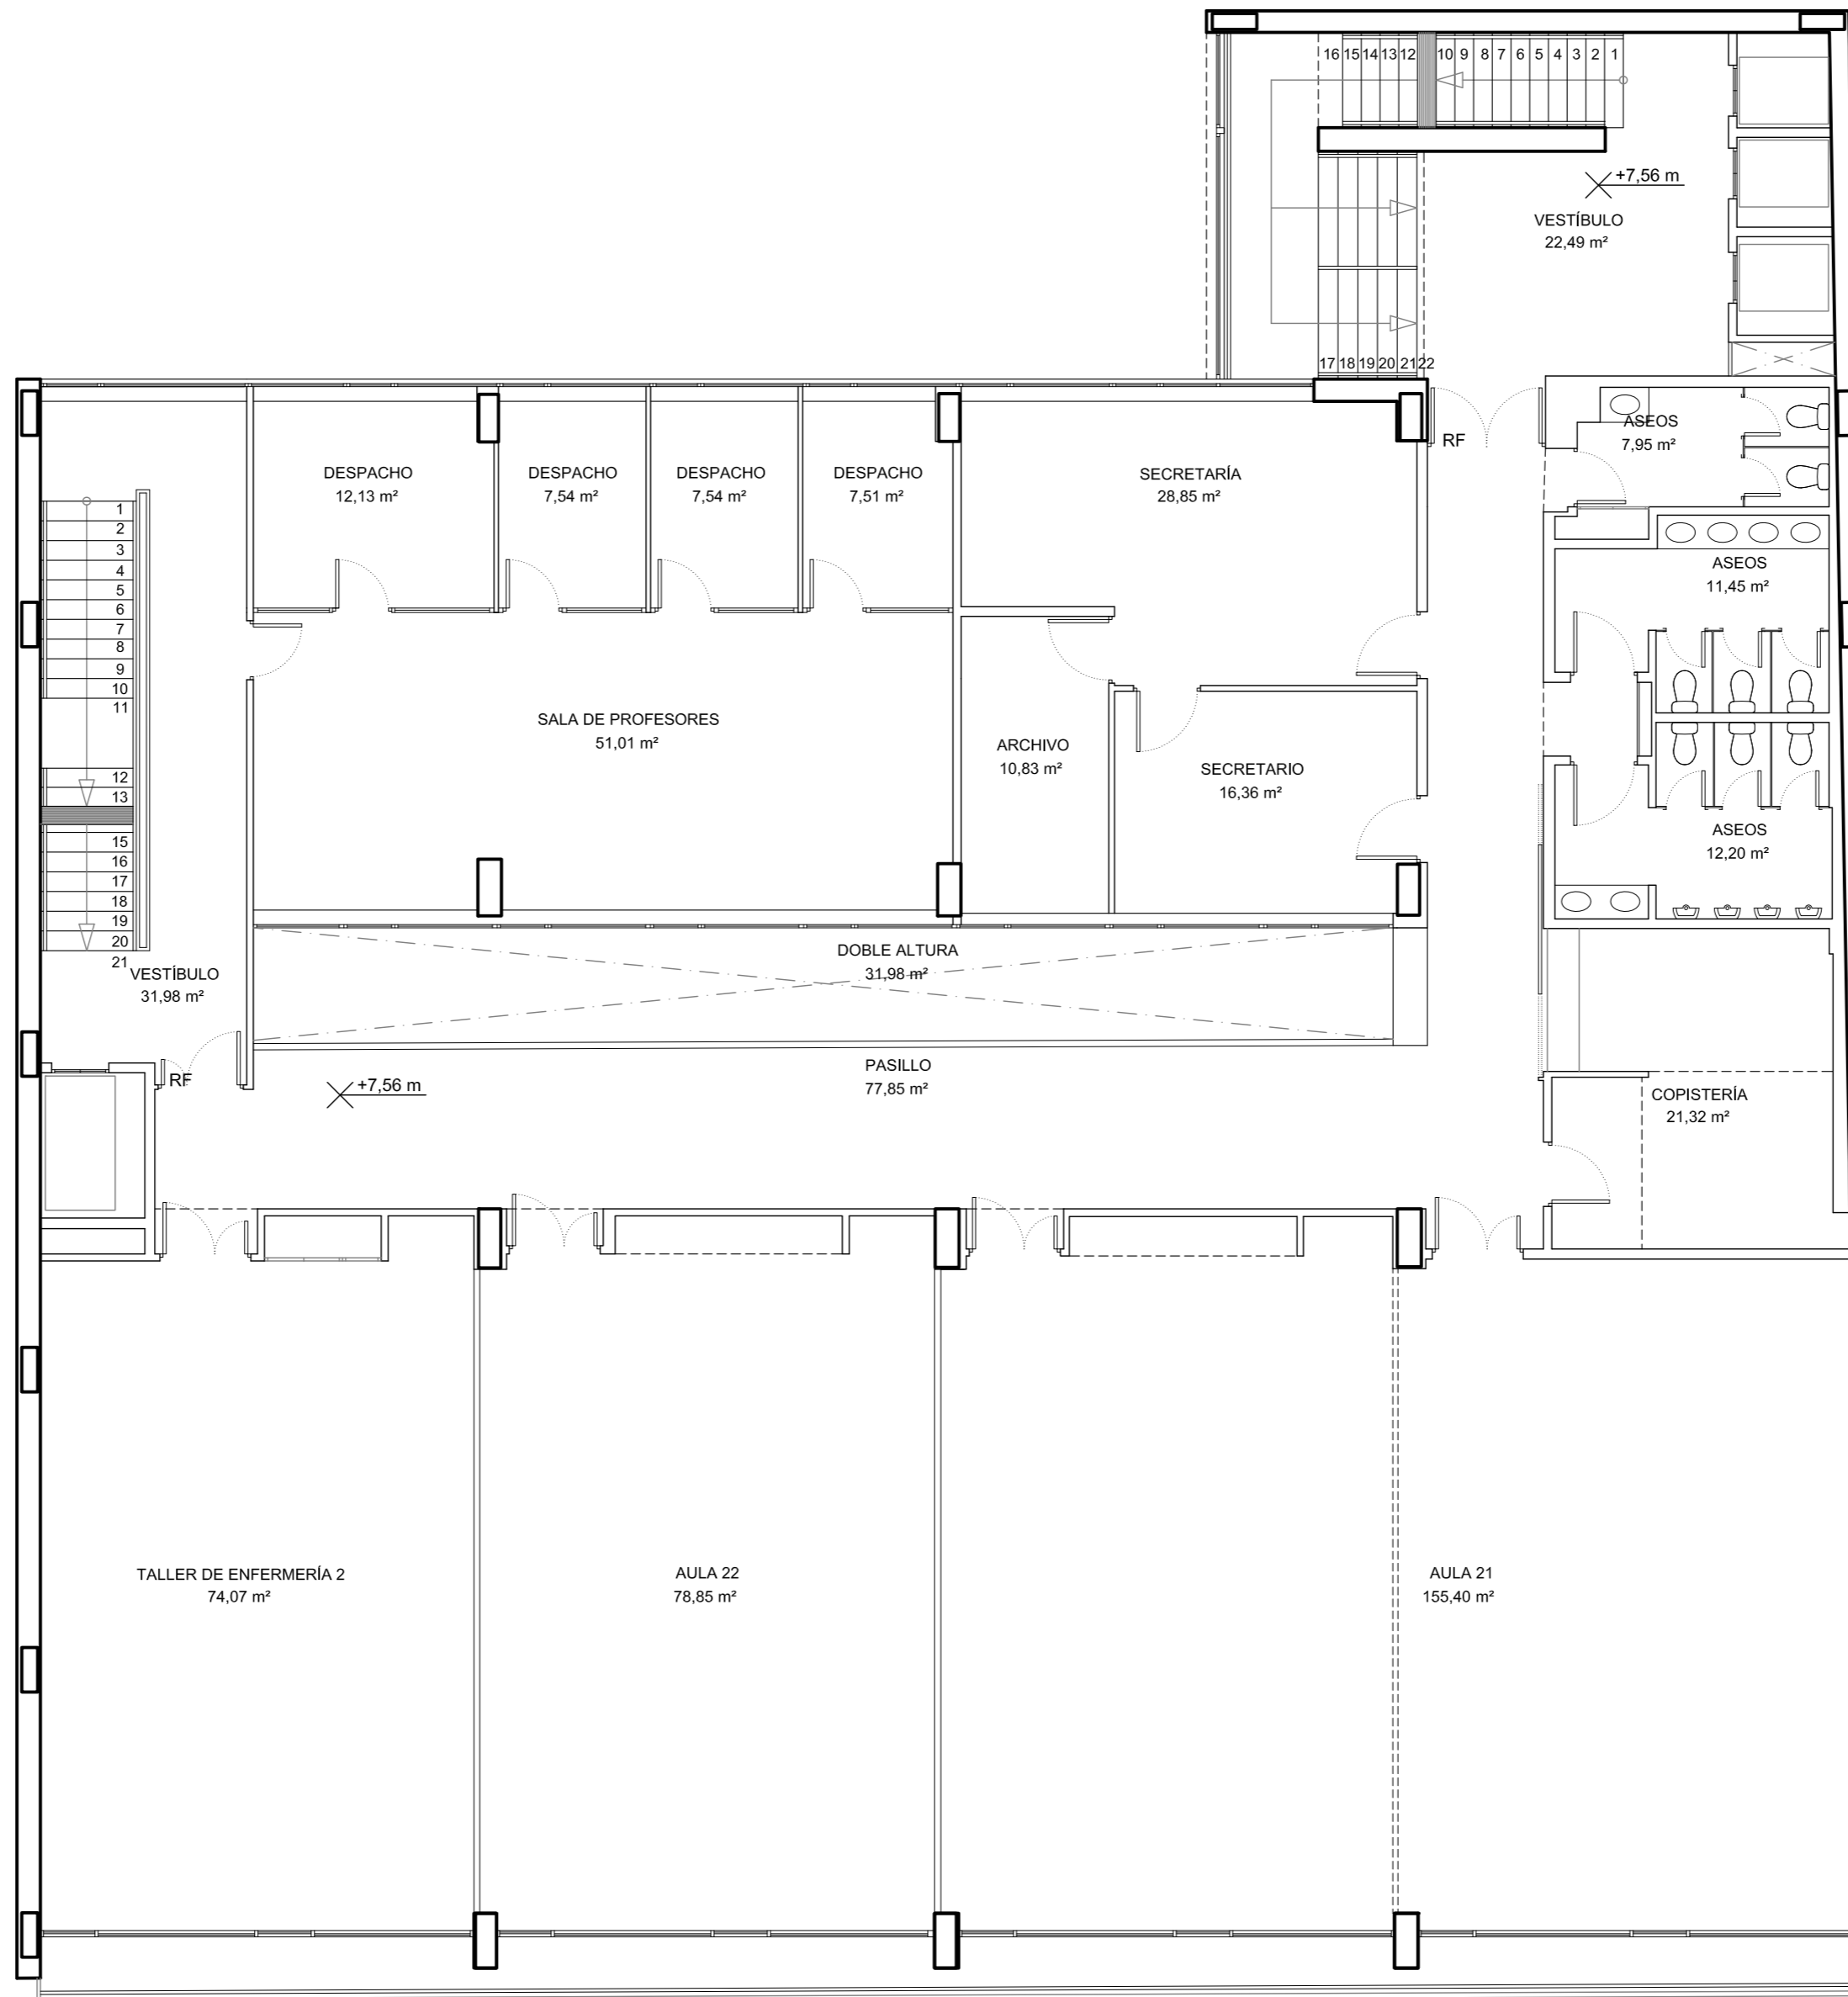 16 15 14 13 12 10 9 8 7 6 5 4 3 2 1
+7,56 m
VESTÍBULO
22,49 m²
17 18 19 20 21 22
RF
ASEOS
7,95 m²
DESPACHO
12,13 m²
DESPACHO
7,54 m²
DESPACHO
7,54 m²
DESPACHO
7,51 m²
SECRETARÍA
28,85 m²
1
2
3
4
5
6
7
8
9
10
11
12
13
15
16
17
18
19
20
21
ASEOS
11,45 m²
SALA DE PROFESORES
51,01 m²
ARCHIVO
10,83 m²
SECRETARIO
16,36 m²
ASEOS
12,20 m²
VESTÍBULO
31,98 m²
DOBLE ALTURA
31,98 m²
RF
+7,56 m
PASILLO
77,85 m²
COPISTERÍA
21,32 m²
TALLER DE ENFERMERÍA 2
74,07 m²
AULA 22
78,85 m²
AULA 21
155,40 m²